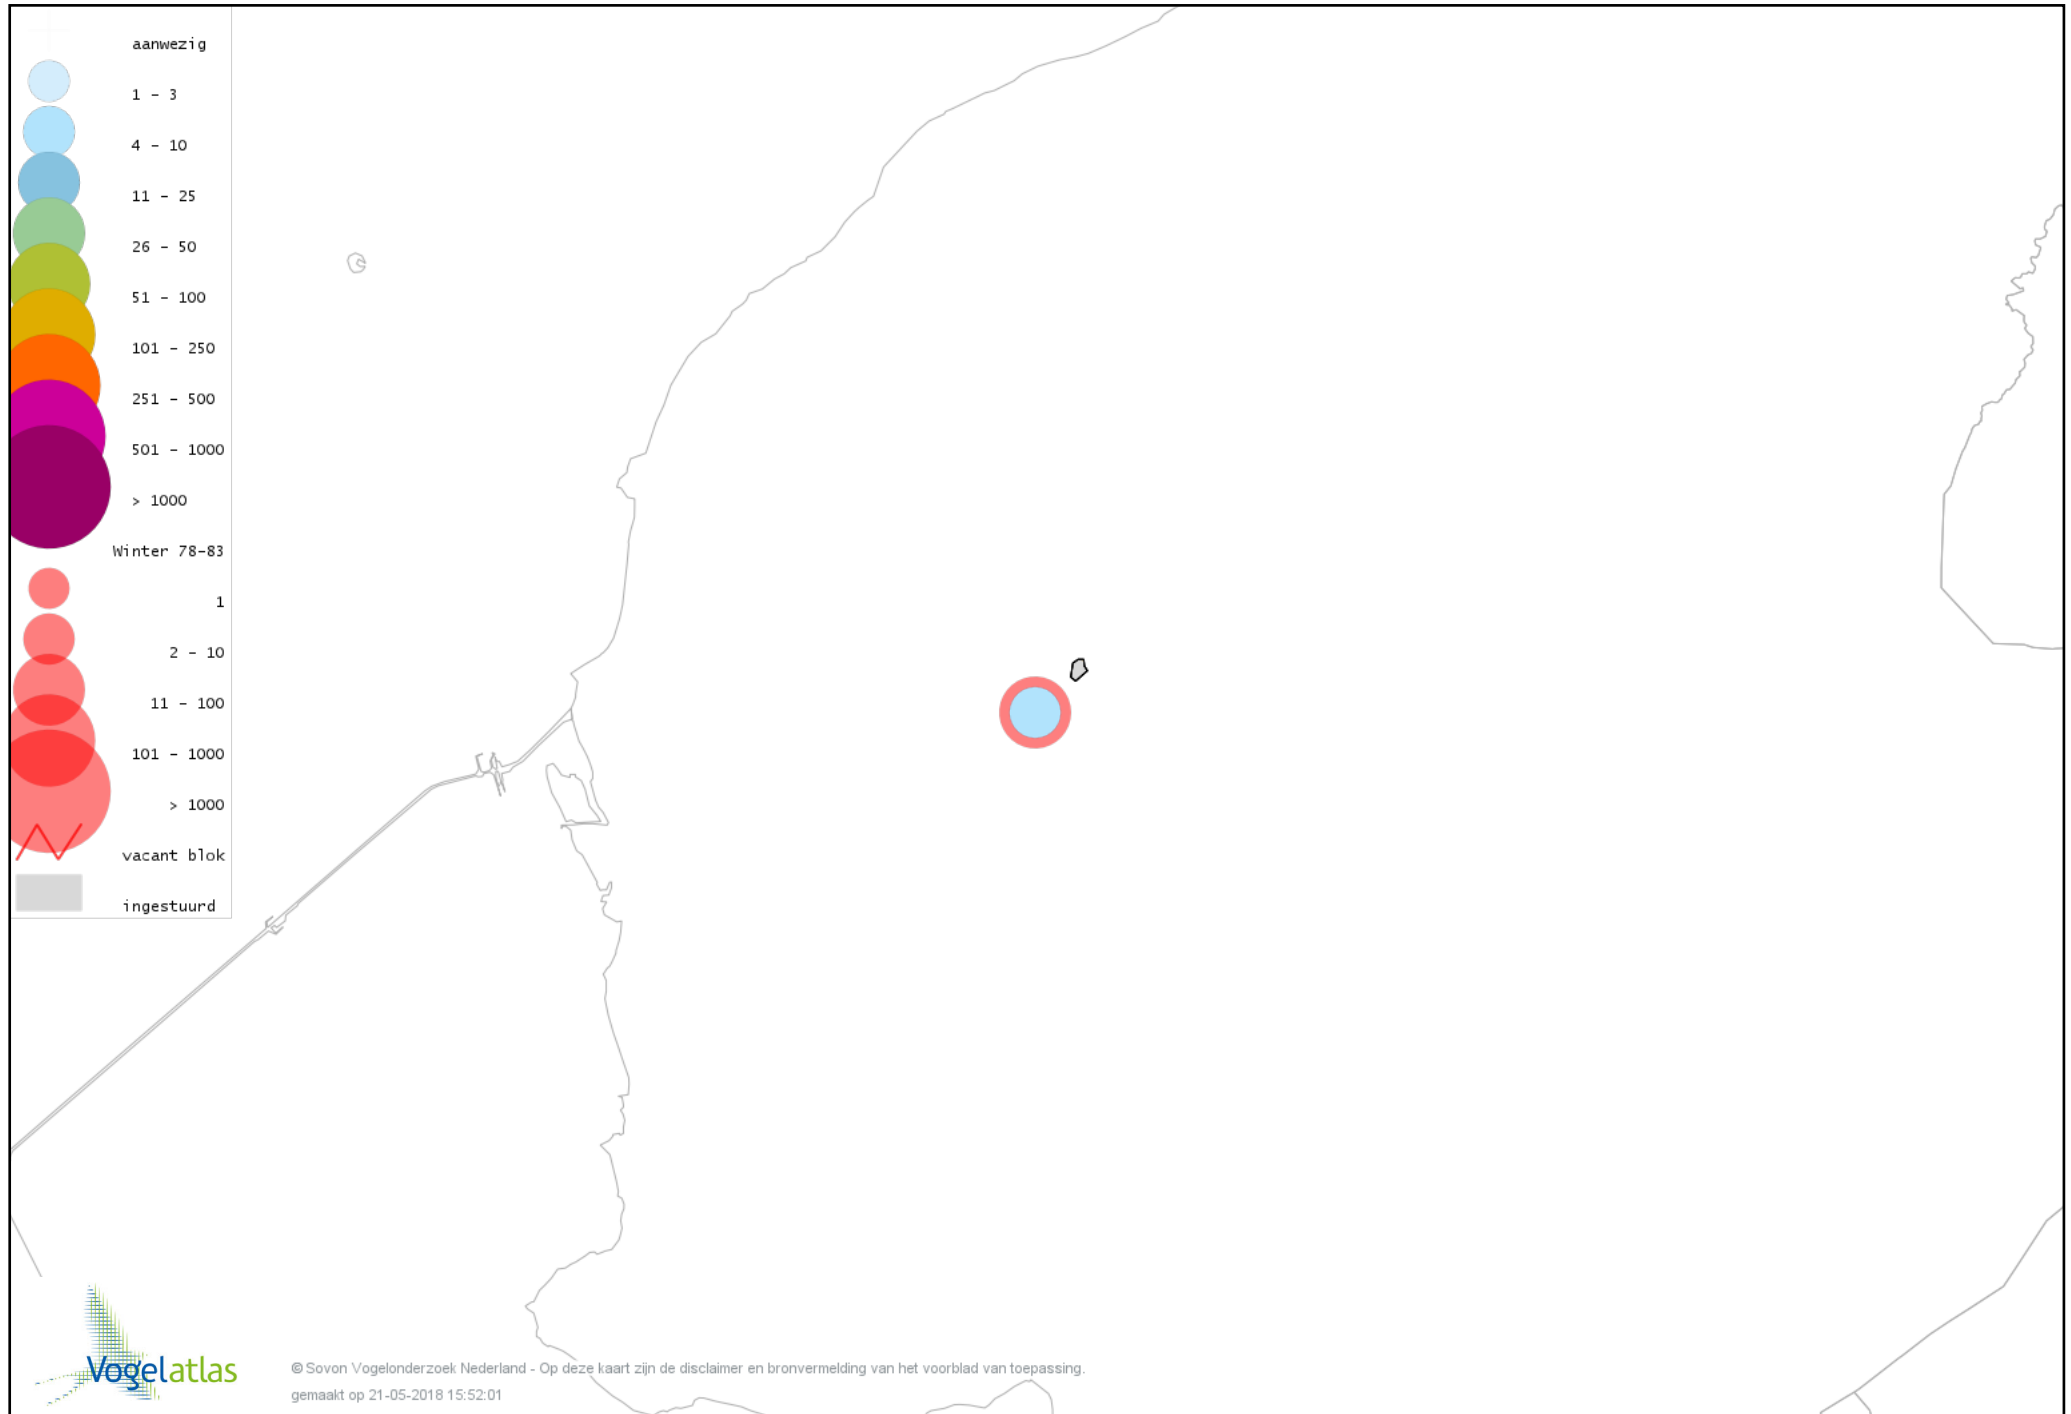 aanwezig
1 - 3
4 - 10
11 - 25
26 - 50
51 - 100
101 - 250
251 - 500
501 - 1000
> 1000
Winter 78-83
1
2 - 10
11 - 100
101 - 1000
> 1000
vacant blok
ingestuurd
Vogelatlas
© Sovon Vogelonderzoek Nederland - Op deze kaart zijn de disclaimer en bronvermelding van het voorblad van toepassing.
gemaakt op 21-05-2018 15:52:01